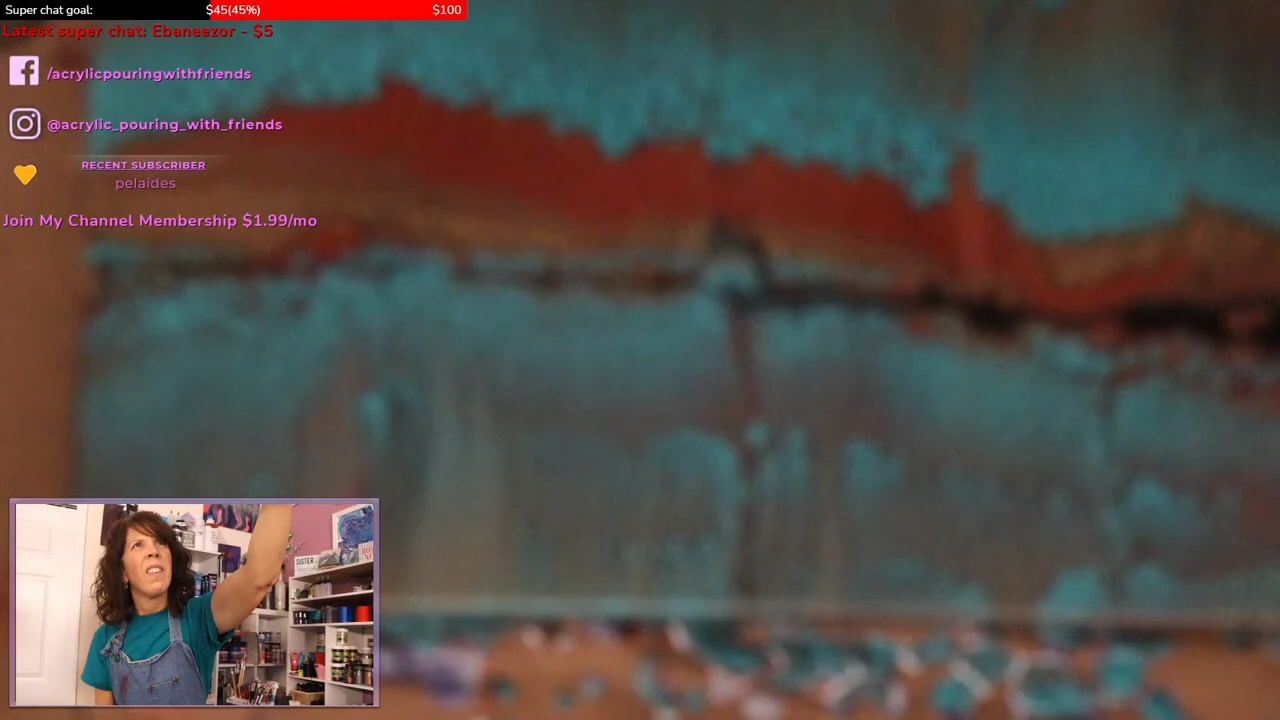 Super chat goal: $45(45%) $100
Latest super chat: Ebaneezor - $5
/acrylicpouringwithfriends
@acrylic_pouring_with_friends
RECENT SUBSCRIBER
pelaides
Join My Channel Membership $1.99/mo
SISTER